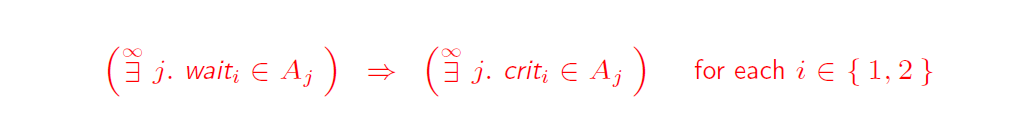 (∃^∞ j. wait_i ∈ A_j) ⇒ (∃^∞ j. crit_i ∈ A_j) for each i ∈ {1, 2}